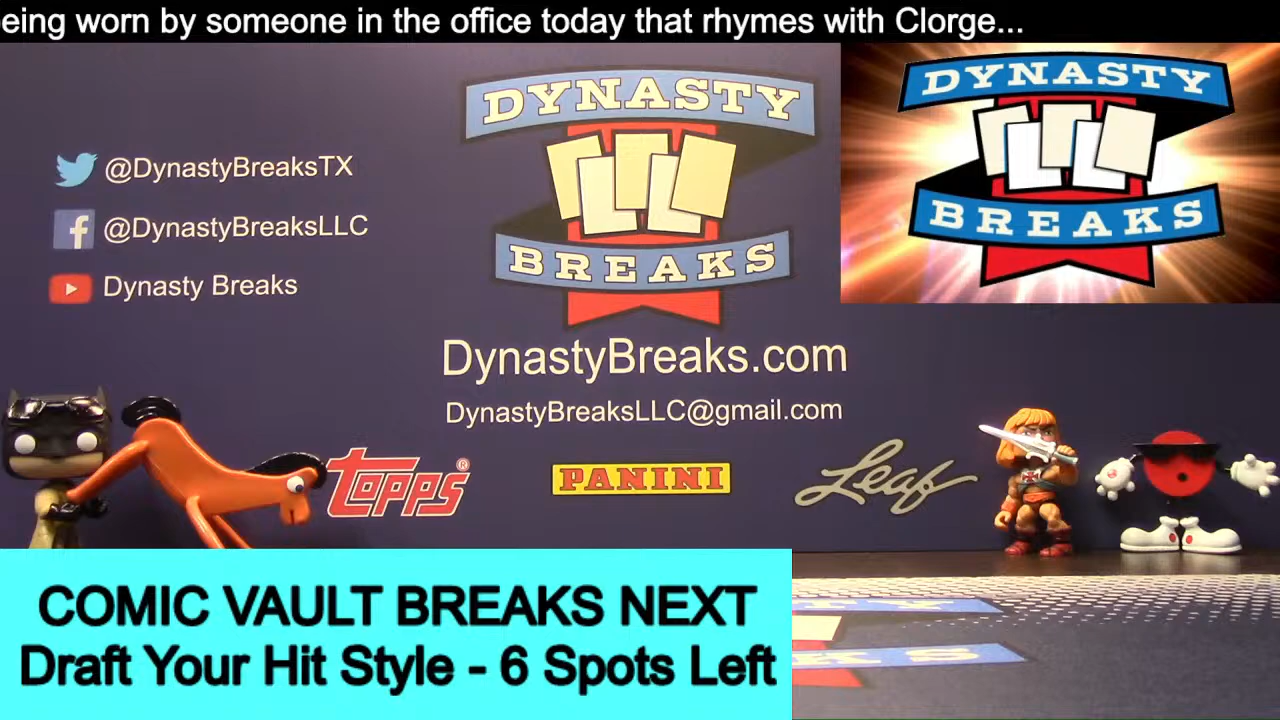 eing worn by someone in the office today that rhymes with Clorge...
DYNASTY
BREAKS
DYNASTY
BREAKS
@DynastyBreaksTX
@DynastyBreaksLLC
Dynasty Breaks
DynastyBreaks.com
DynastyBreaksLLC@gmail.com
TOPPS®
PANINI
Leaf
COMIC VAULT BREAKS NEXT
Draft Your Hit Style - 6 Spots Left